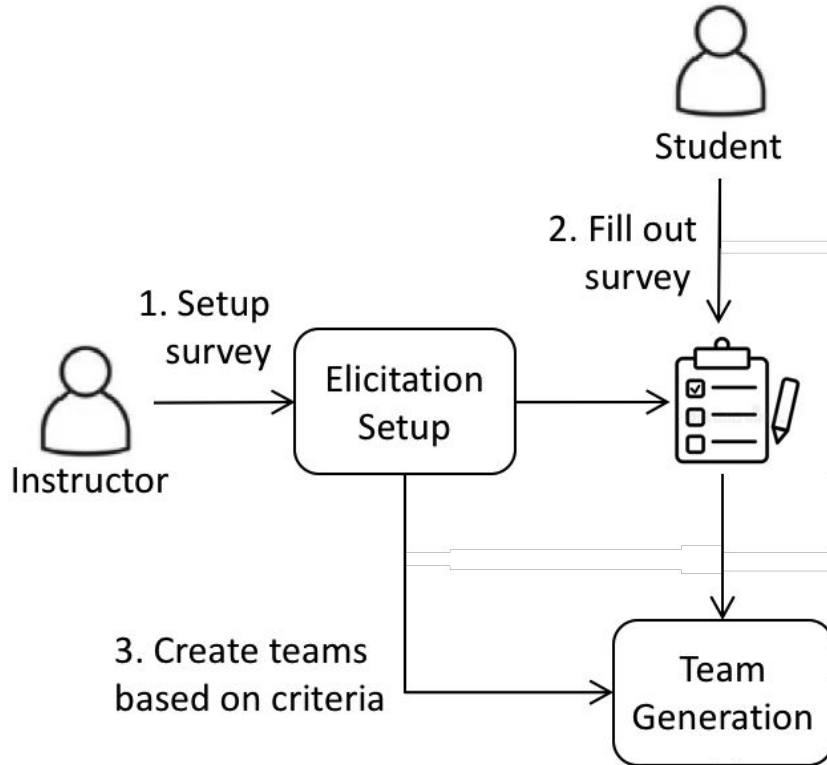 Student
2. Fill out
survey
1. Setup
survey
Elicitation
Setup
Instructor
3. Create teams
based on criteria
Team
Generation